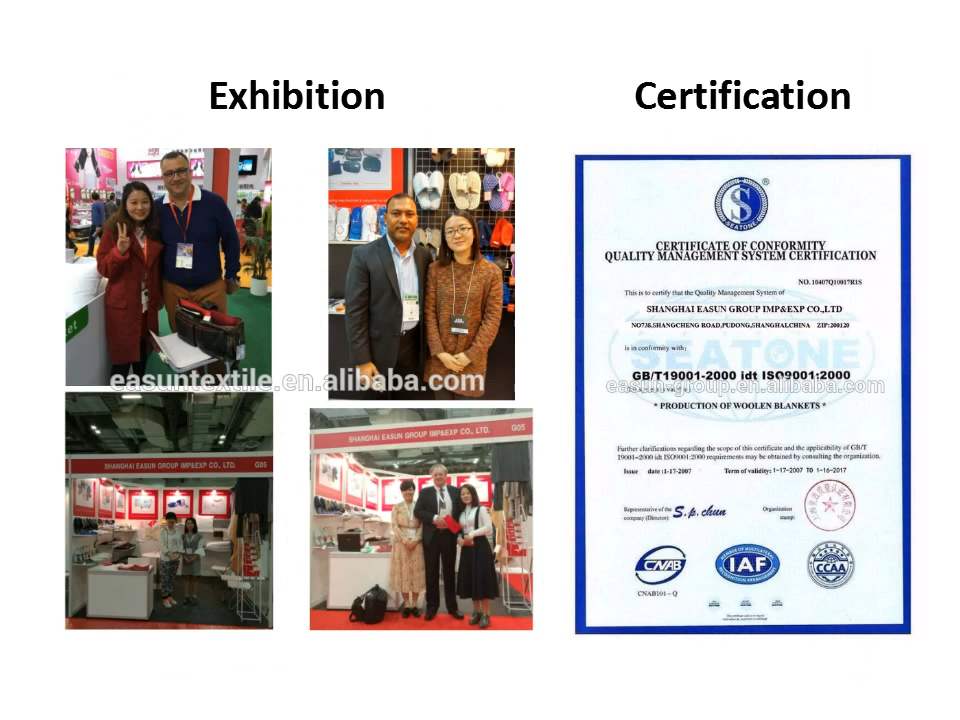 Exhibition
Certification
SHANGHAI EASUN GROUP IMP&EXP CO., LTD. G05
SHANGHAI EASUN GROUP IMP&EXP CO., LTD. G05
easuntextile.en.alibaba.com
SEATONE
CERTIFICATE OF CONFORMITY
QUALITY MANAGEMENT SYSTEM CERTIFICATION
NO. 10407Q10017R1S
This is to certify that the Quality Management System of
SHANGHAI EASUN GROUP IMP&EXP CO.,LTD
NO738.SHANGCHENG ROAD,PUDONG,SHANGHAI,CHINA ZIP:200120
is in conformity with:
SEATONE
GB/T19001-2000 idt ISO9001:2000
easun-group.en.alibaba.com
* PRODUCTION OF WOOLEN BLANKETS *
Further clarifications regarding the scope of this certificate and the applicability of GB/T
19001-2000 idt ISO9001:2000 requirements may be obtained by consulting the organization.
Issue date :1-17-2007 Term of validity: 1-17-2007 TO 1-16-2017
Representative of the
company (Director):
S.p.chun
Organization
stamp:
CNAB
CNAB101-Q
MEMBER OF MULTILATERAL
IAF
RECOGNITION ARRANGEMENT
CCAA